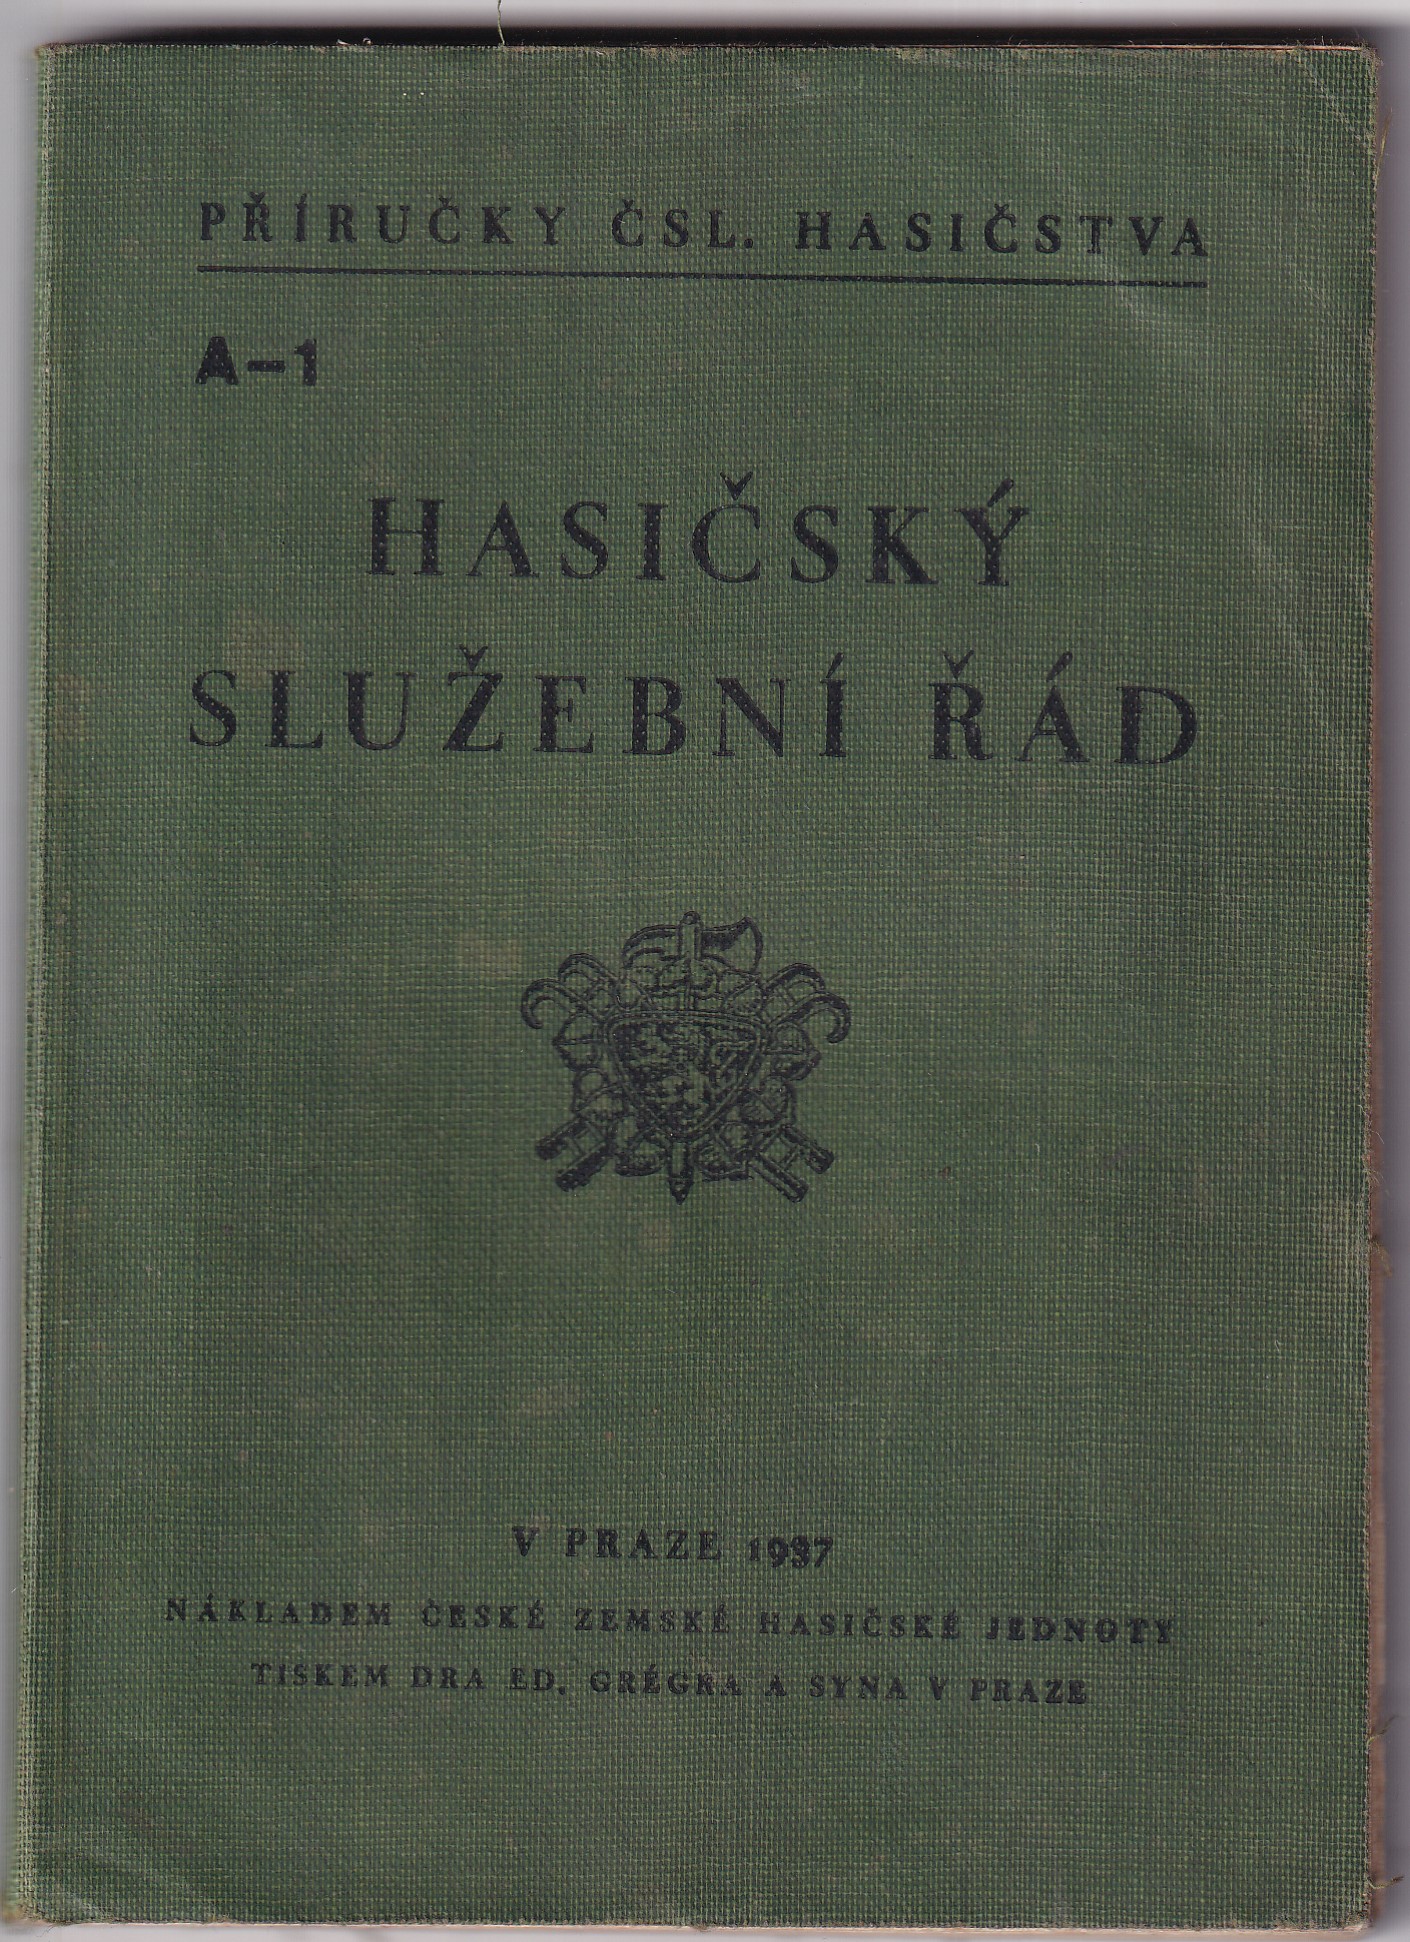 PŘÍRUČKY ČSL. HASIČSTVA
A-1
HASIČSKÝ
SLUŽEBNÍ ŘÁD
V PRAZE 1937
NÁKLADEM ČESKÉ ZEMSKÉ HASIČSKÉ JEDNOTY
TISKEM DRA ED. GRÉGRA A SYNA V PRAZE